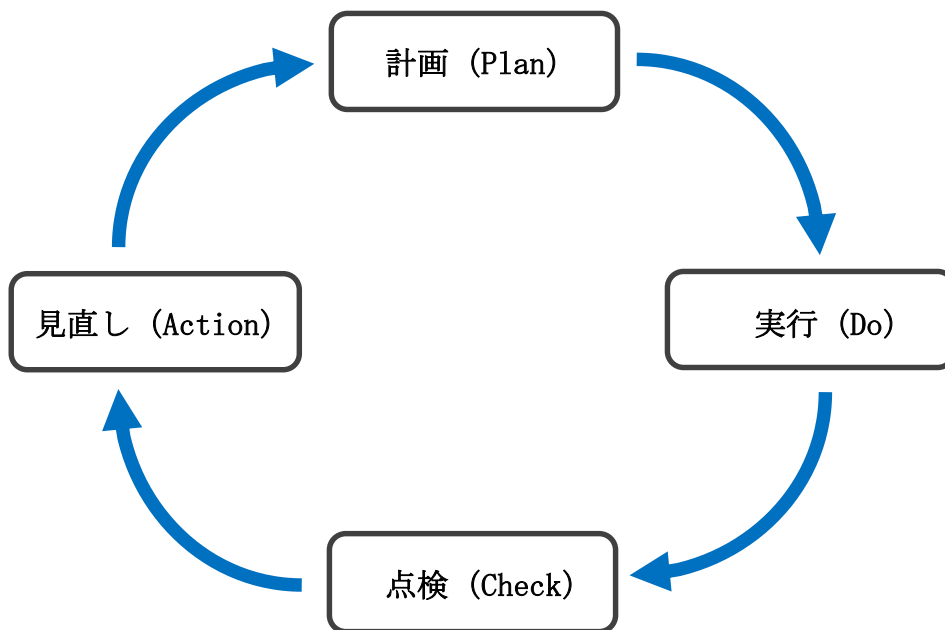 計画 (Plan)
実行 (Do)
点検 (Check)
見直し (Action)